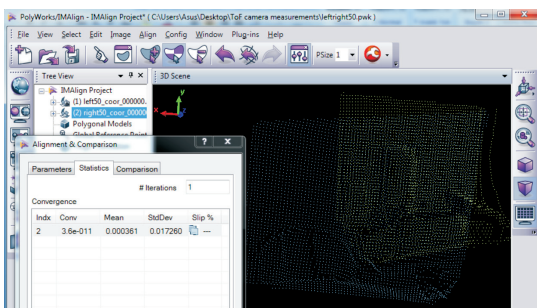 PolyWorks/IMAlign - IMAlign Project* ( C:\Users\Asus\Desktop\ToF camera measurements\leftright50.pwk )
File View Select Edit Image Align Config Window Plug-ins Help
PSize 1
Tree View
3D Scene
IMAlign Project
(1) left50_coor_000000.
(2) right50_coor_00000
Polygonal Models
Global Reference Point
y
x
z
Alignment & Comparison
?
X
Parameters Statistics Comparison
# Iterations 1
Convergence
Indx Conv Mean StdDev Slip %
2 3.6e-011 0.000361 0.017260 ---